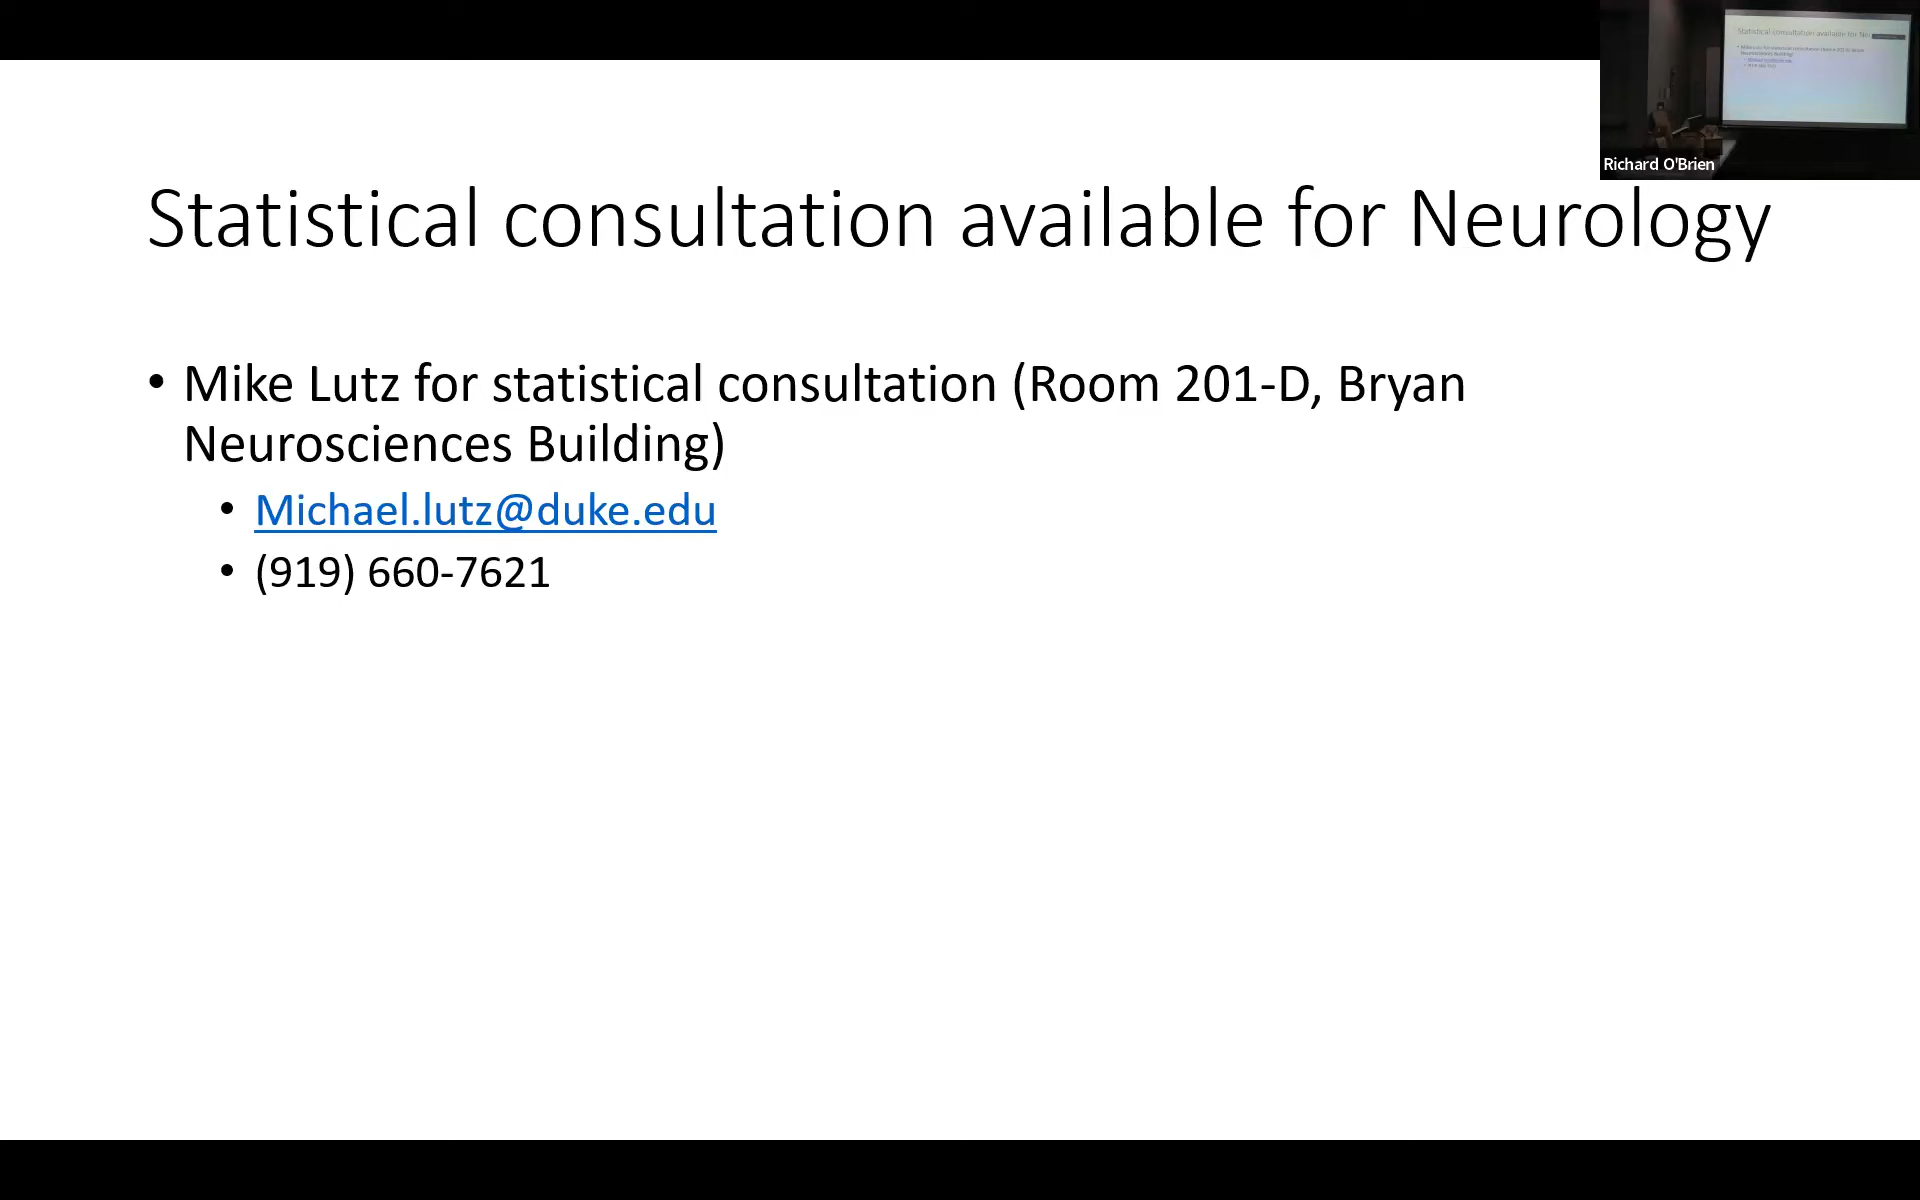 Richard O'Brien
Statistical consultation available for Neurology
• Mike Lutz for statistical consultation (Room 201-D, Bryan
Neurosciences Building)
• Michael.lutz@duke.edu
• (919) 660-7621